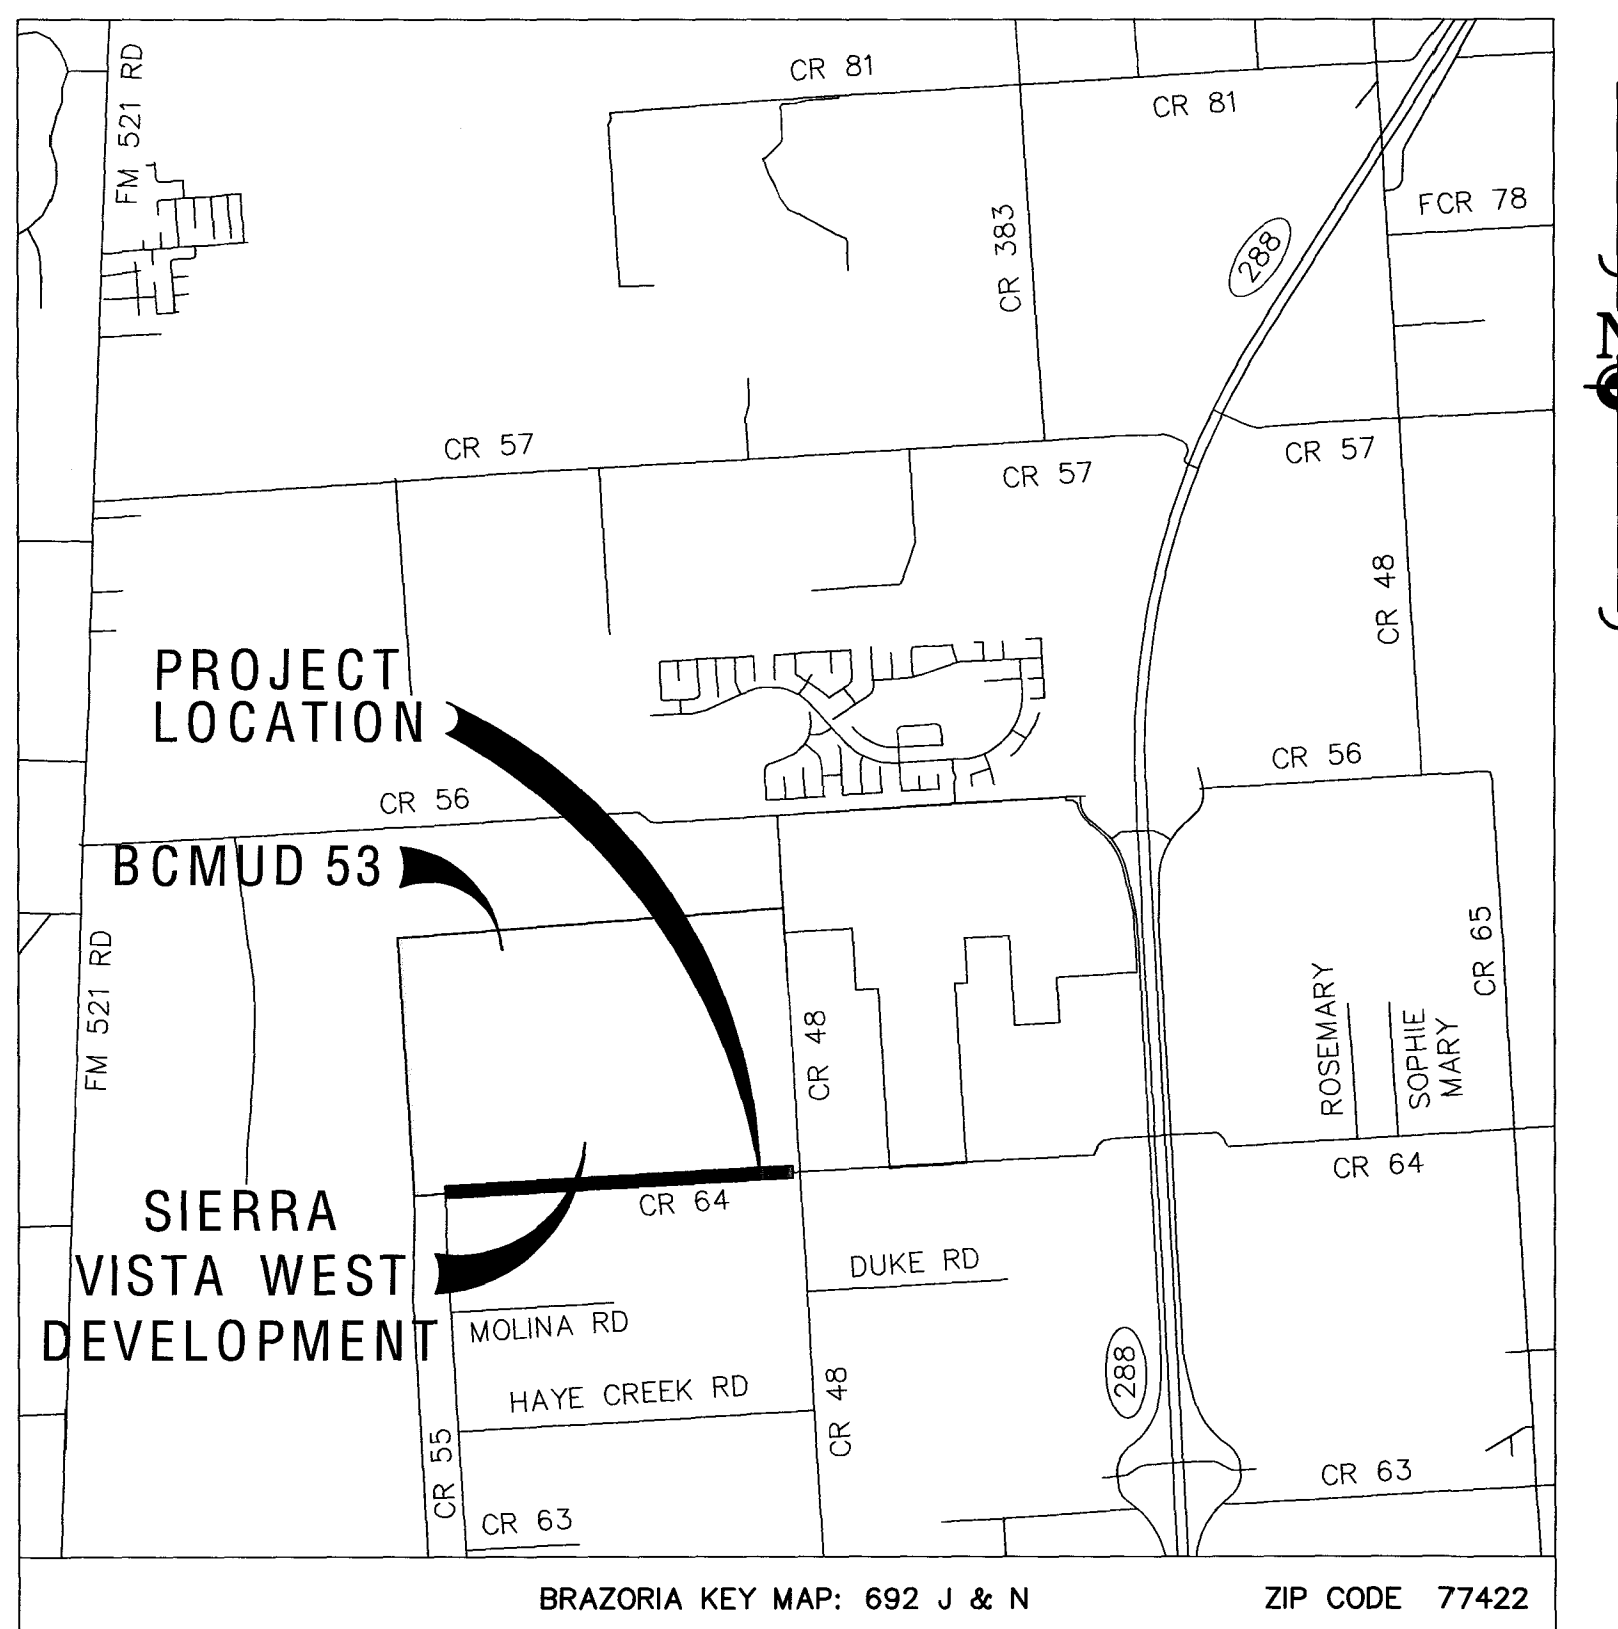 CR 81
CR 81
FM 521 RD
FCR 78
CR 383
288
N
CR 57
CR 57
CR 57
CR 48
PROJECT
LOCATION
CR 56
CR 56
BCMUD 53
FM 521 RD
CR 65
CR 48
ROSEMARY
SOPHIE
MARY
CR 64
CR 64
SIERRA
VISTA WEST
DEVELOPMENT
DUKE RD
MOLINA RD
HAYE CREEK RD
CR 48
288
CR 55
CR 63
CR 63
BRAZORIA KEY MAP: 692 J & N
ZIP CODE 77422